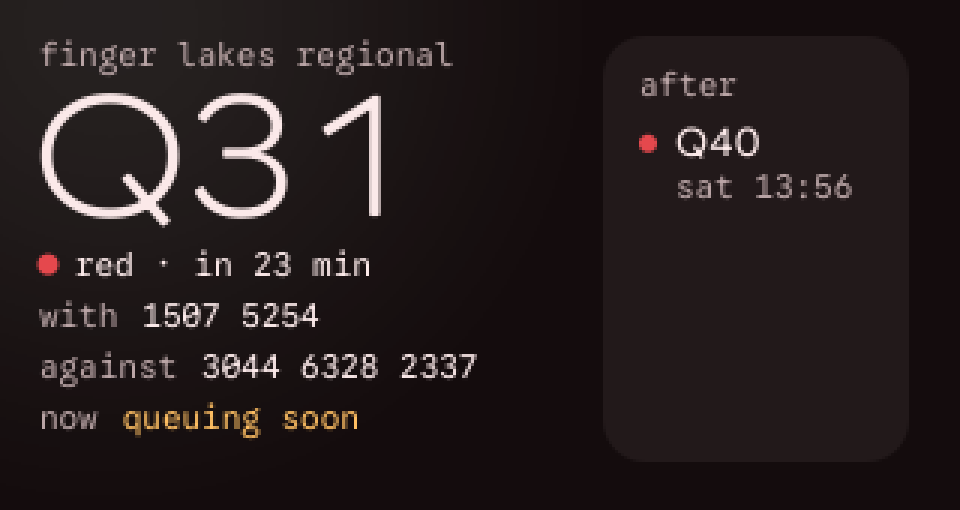 finger lakes regional
Q31
red · in 23 min
with 1507 5254
against 3044 6328 2337
now queuing soon
after
Q40
sat 13:56